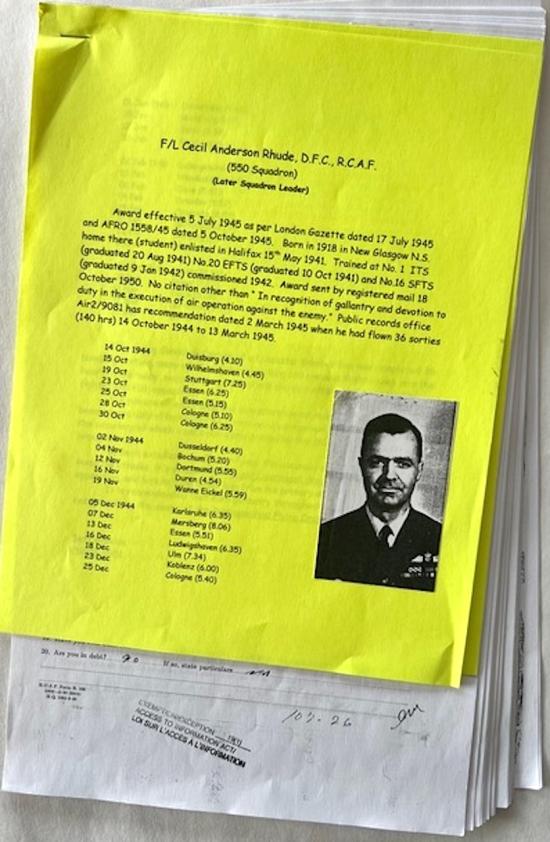 F/L Cecil Anderson Rhude, D.F.C., R.C.A.F.
(550 Squadron)
(Later Squadron Leader)
Award effective 5 July 1945 as per London Gazette dated 17 July 1945
and AFRO 1558/45 dated 5 October 1945. Born in 1918 in New Glasgow N.S.
home there (student) enlisted in Halifax 15th May 1941. Trained at No. 1 ITS
(graduated 20 Aug 1941) No.20 EFTS (graduated 10 Oct 1941) and No.16 SFTS
(graduated 9 Jan 1942) commissioned 1942. Award sent by registered mail 18
October 1950. No citation other than " In recognition of gallantry and devotion to
duty in the execution of air operation against the enemy." Public records office
Air2/9081 has recommendation dated 2 March 1945 when he had flown 36 sorties
(140 hrs) 14 October 1944 to 13 March 1945.
14 Oct 1944 Duisburg (4.10)
15 Oct Wilhelmshaven (4.45)
19 Oct Stuttgart (7.25)
23 Oct Essen (6.25)
25 Oct Essen (5.15)
28 Oct Cologne (5.10)
30 Oct Cologne (6.25)
02 Nov 1944 Dusseldorf (4.40)
04 Nov Bochum (5.20)
12 Nov Dortmund (5.55)
16 Nov Duren (4.54)
19 Nov Wanne Eickel (5.59)
05 Dec 1944 Karlsruhe (6.35)
07 Dec Mersberg (8.06)
13 Dec Essen (5.51)
16 Dec Ludwigshaven (6.35)
18 Dec Ulm (7.34)
23 Dec Koblenz (6.00)
25 Dec Cologne (5.40)
20. Are you in debt? no If so, state particulars
EXEMPTION/EXCEPTION
ACCESS TO INFORMATION ACT/
LOI SUR L'ACCÈS À L'INFORMATION